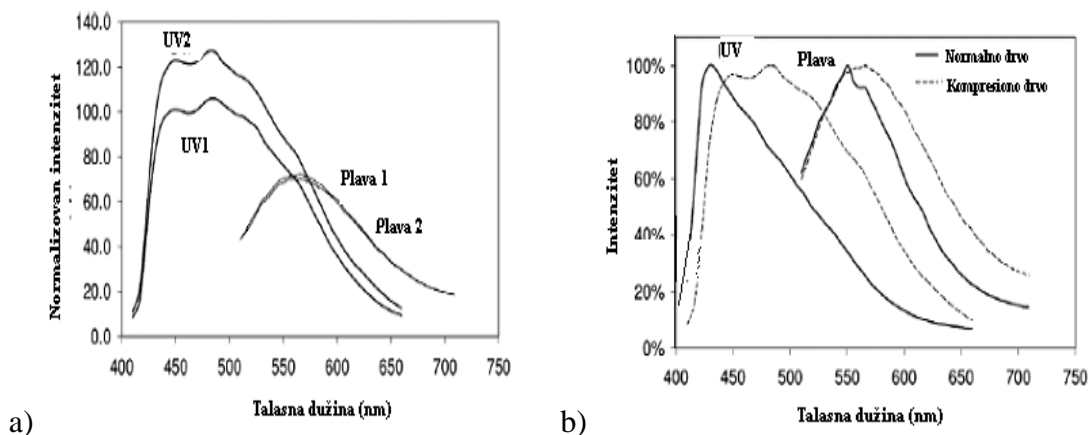 140.0
120.0
100.0
80.0
60.0
40.0
20.0
0.0
Normalizovan intenzitet
UV2
UV1
Plava 1
Plava 2
400 450 500 550 600 650 700 750
Talasna dužina (nm)
a)
100%
80%
60%
40%
20%
0%
Intenzitet
UV
Plava
Normalno drvo
Kompresiono drvo
400 450 500 550 600 650 700 750
Talasna dužina (nm)
b)